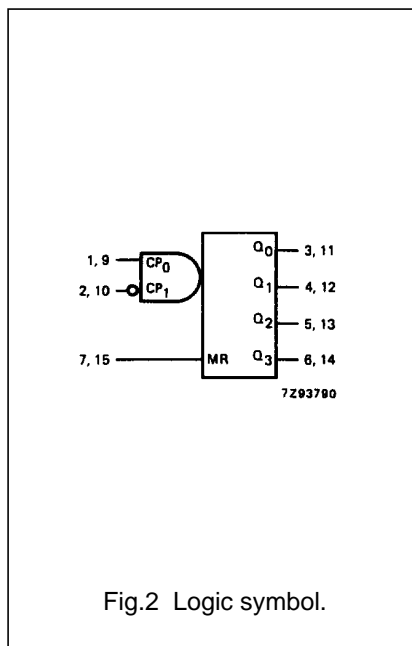 1, 9 CP0 Q0 3, 11
2, 10 CP1 Q1 4, 12
Q2 5, 13
7, 15 MR Q3 6, 14
7Z93790
Fig.2 Logic symbol.